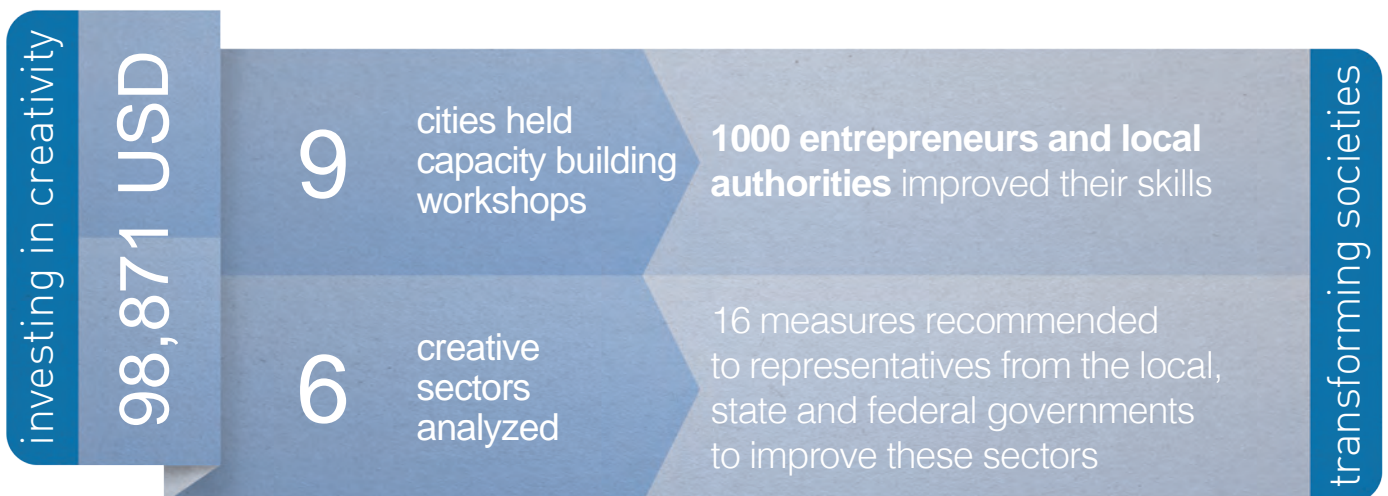 investing in creativity
98,871 USD
9
cities held
capacity building
workshops
1000 entrepreneurs and local
authorities improved their skills
6
creative
sectors
analyzed
16 measures recommended
to representatives from the local,
state and federal governments
to improve these sectors
transforming societies